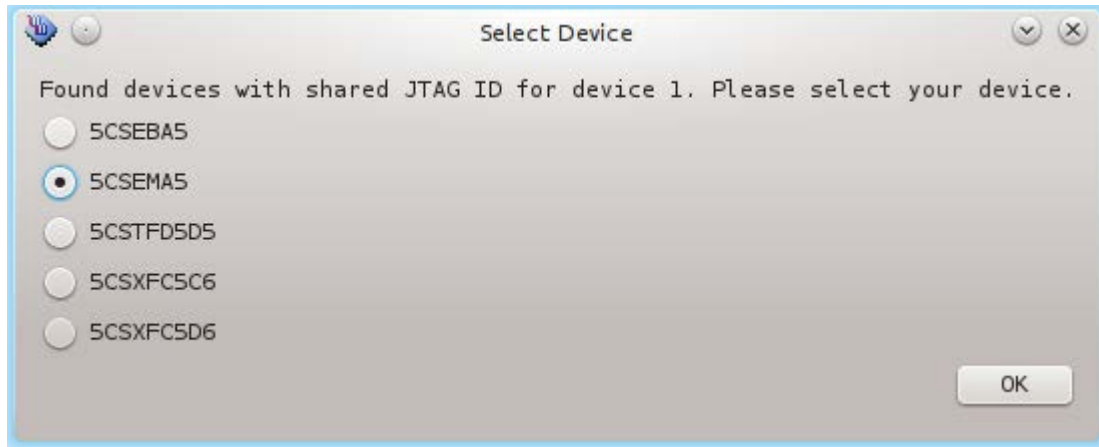 Select Device
Found devices with shared JTAG ID for device 1. Please select your device.
5CSEBA5
5CSEMA5
5CSTFD5D5
5CSXFC5C6
5CSXFC5D6
OK